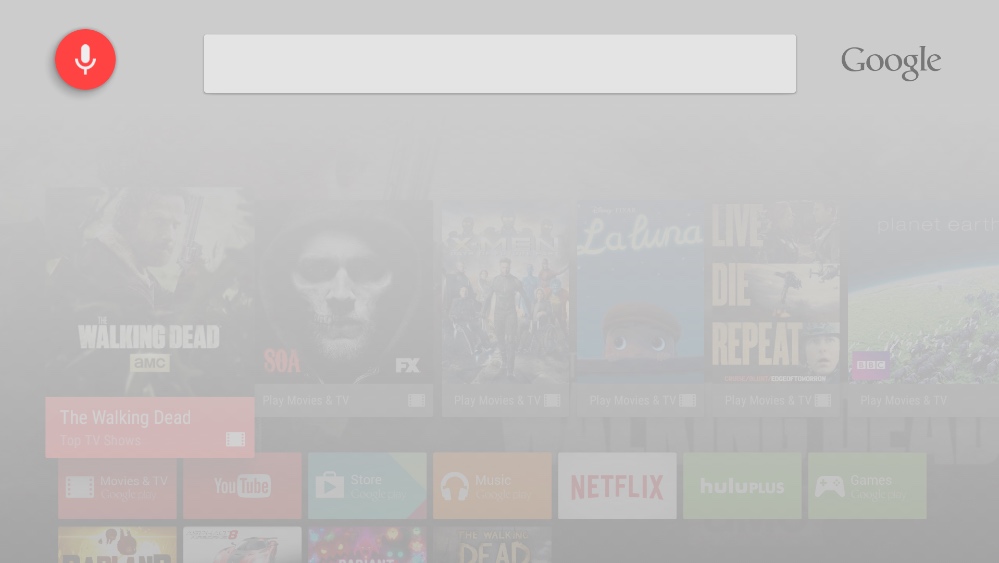 Google
planet earth
X-MEN
La luna
LIVE
DIE
REPEAT
THE
WALKING DEAD
amc
SOA
FX
BBC
The Walking Dead
Top TV Shows
Play Movies & TV
Play Movies & TV
Play Movies & TV
Play Movies & TV
Play Movies & TV
Movies & TV
Google play
YouTube
Store
Google play
Music
Google play
NETFLIX
huluPLUS
Games
Google play
BADLAND
8
THE WALKING
DEAD